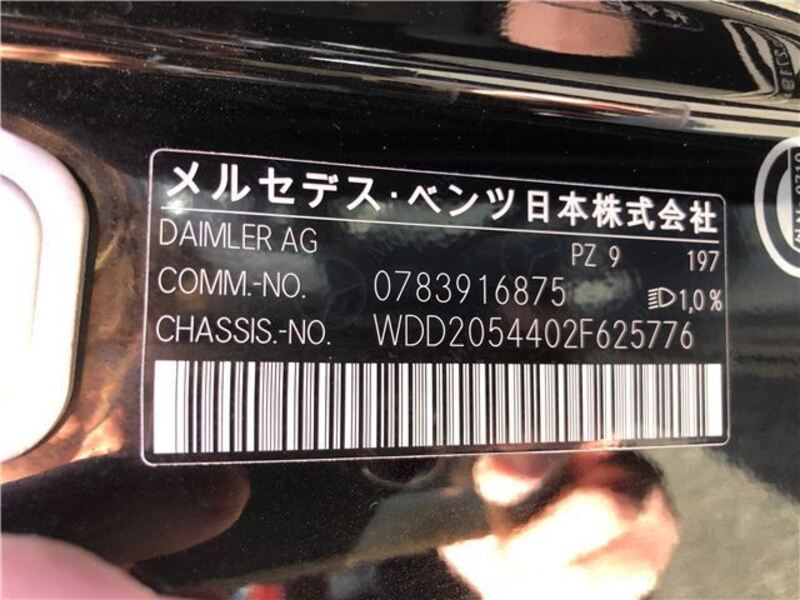 メルセデス・ベンツ日本株式会社
DAIMLER AG PZ 9 197
COMM.-NO. 0783916875 1,0%
CHASSIS.-NO. WDD2054402F625776